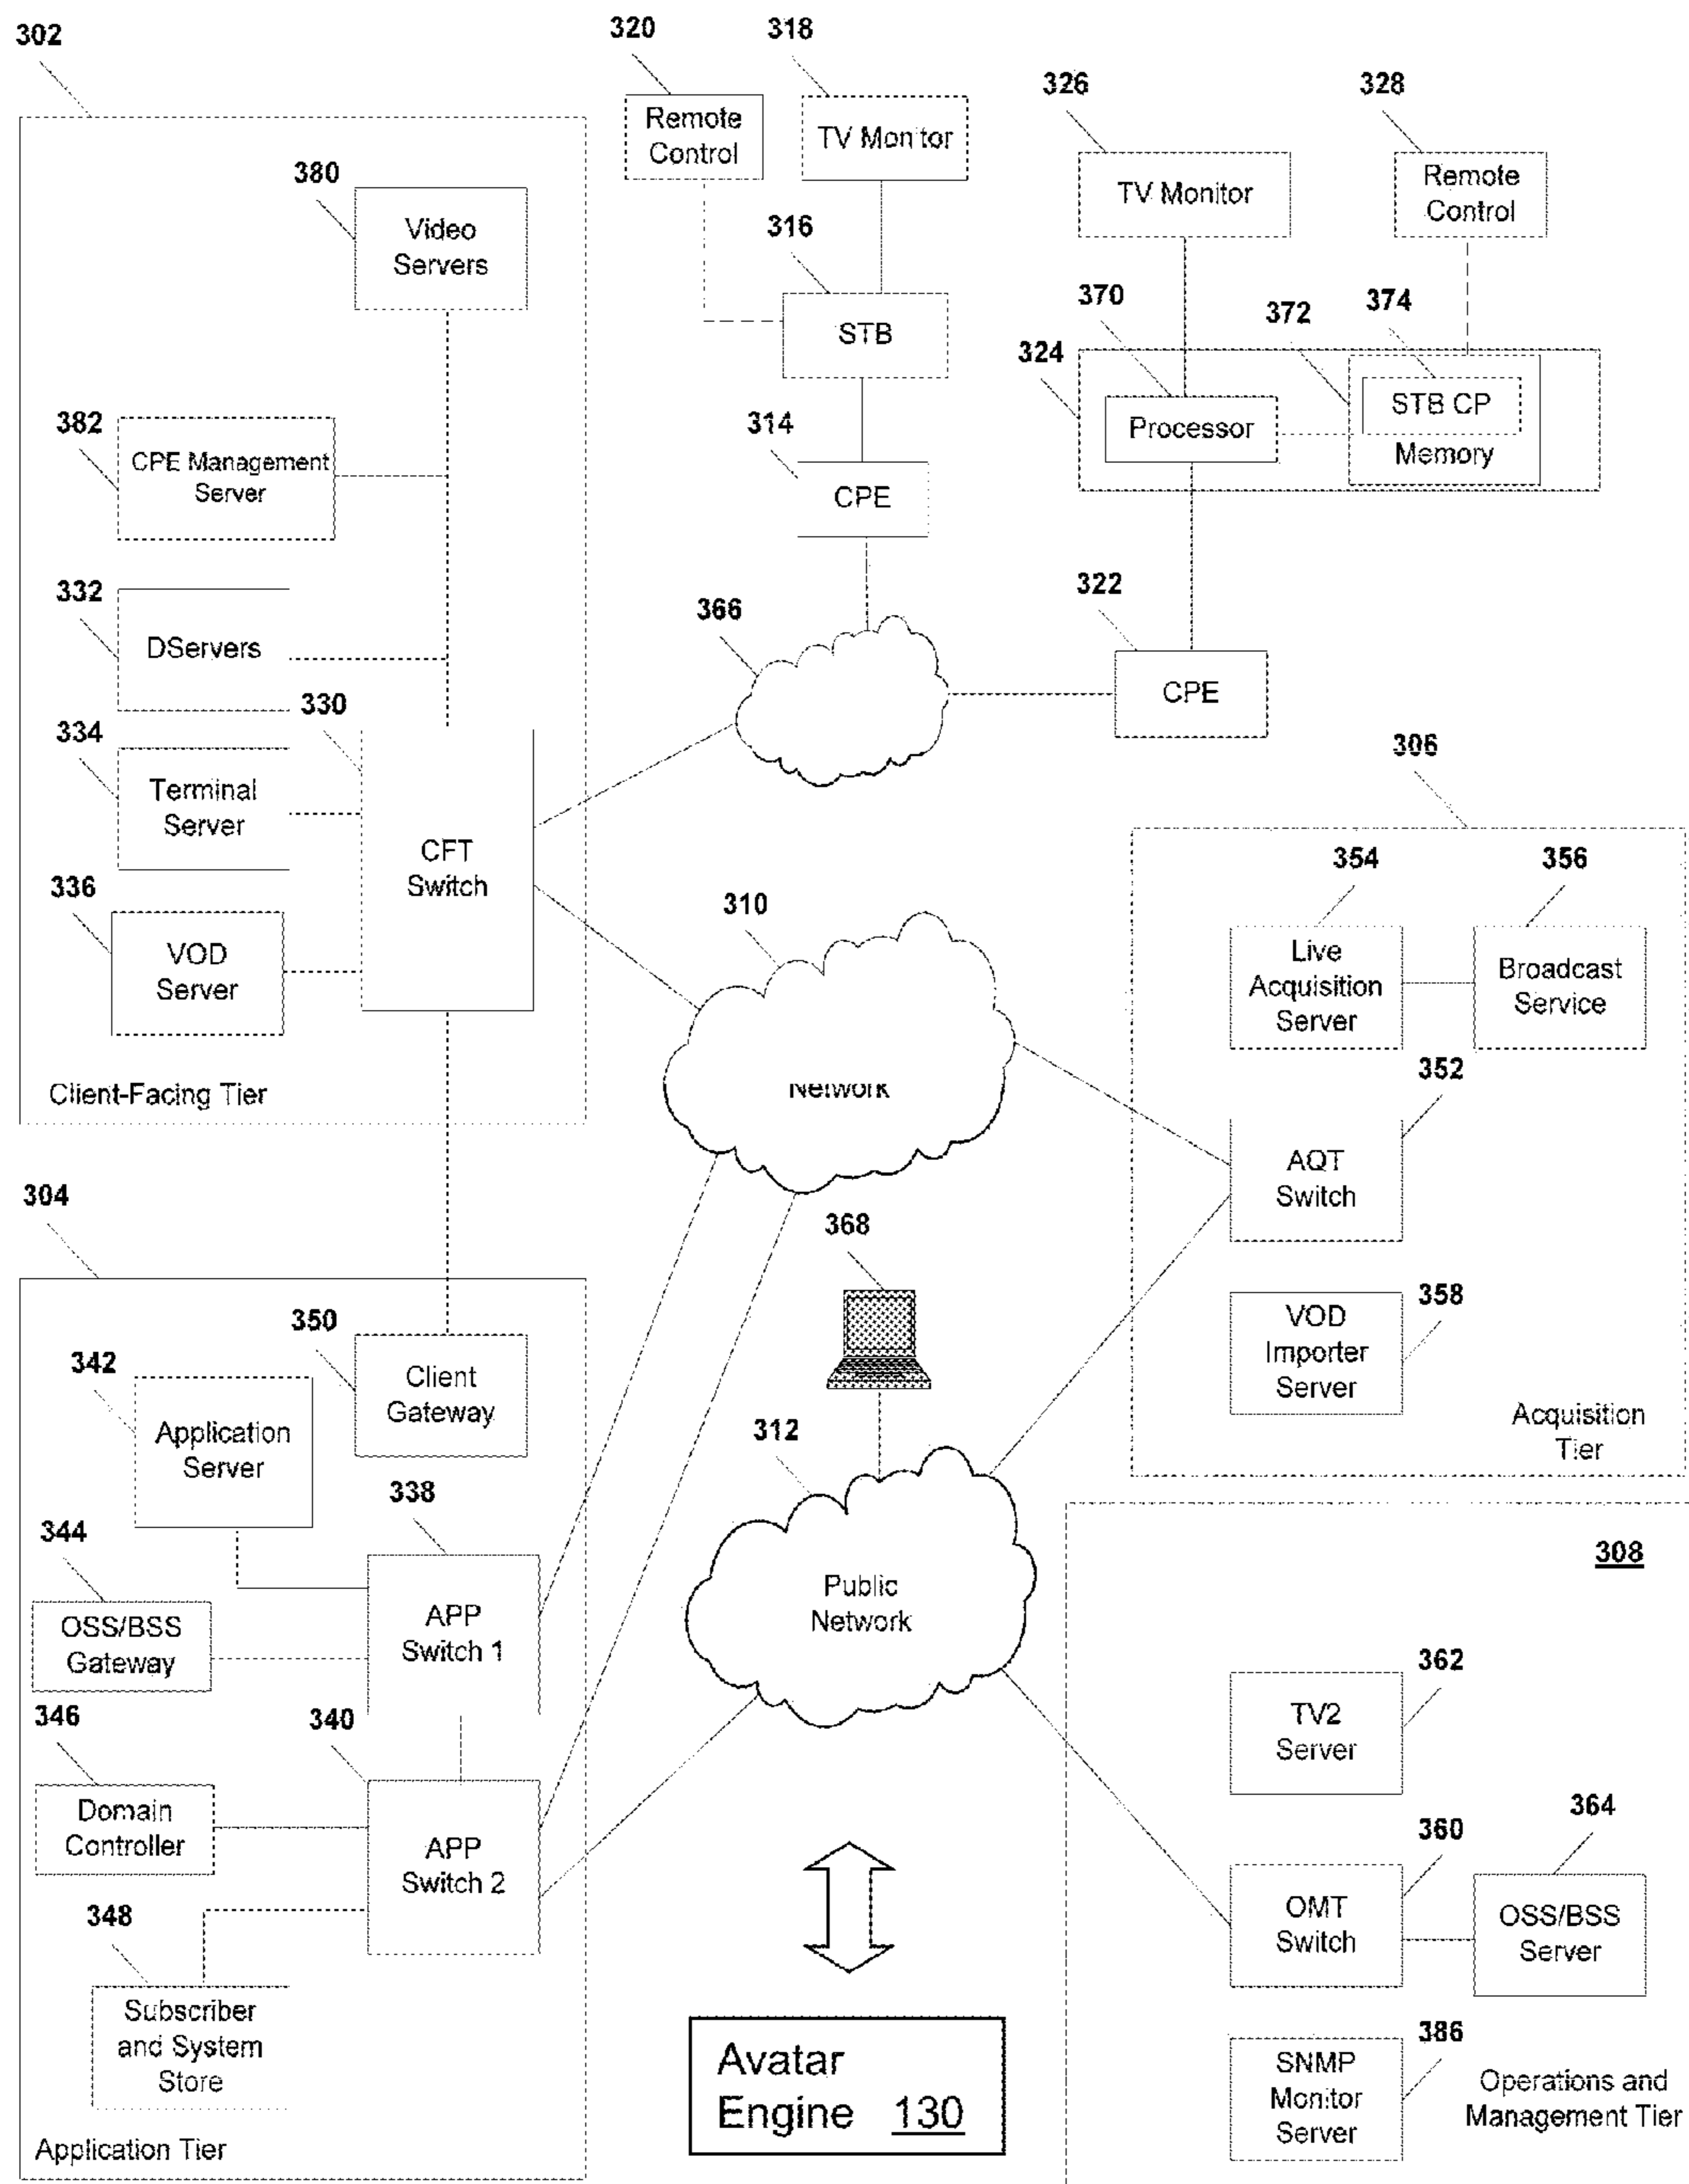 302
320
318
326
328
Remote
Control
TV Monitor
380
TV Monitor
Remote
Control
Video
Servers
316
370
372
374
STB
324
STB CP
Processor
Memory
382
CPE Management
Server
314
CPE
332
DServers
366
322
CPE
330
334
Terminal
Server
306
CFT
Switch
354
356
336
VOD
Server
310
Live
Acquisition
Server
Broadcast
Service
352
Client-Facing Tier
Network
AQT
Switch
304
368
358
350
VOD
Importer
Server
342
Client
Gateway
312
Acquisition
Tier
Application
Server
338
344
308
OSS/BSS
Gateway
APP
Switch 1
Public
Network
362
TV2
Server
346
340
Domain
Controller
APP
Switch 2
360
364
348
OMT
Switch
OSS/BSS
Server
Subscriber
and System
Store
386
SNMP
Monitor
Server
Operations and
Management Tier
Avatar
Engine 130
Application Tier